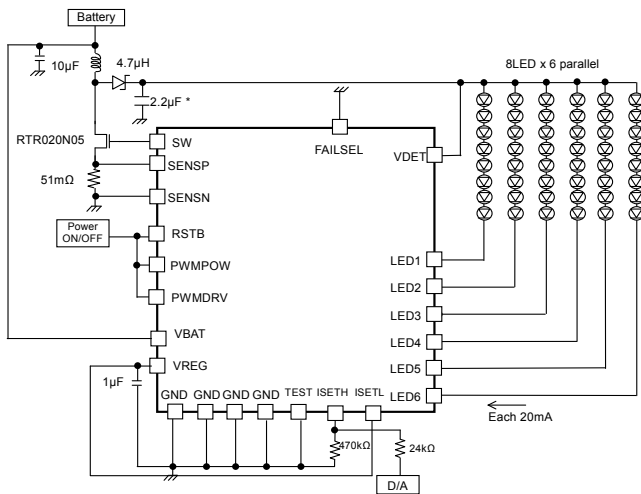 Battery
4.7μH
10μF
2.2μF *
8LED x 6 parallel
RTR020N05
SW
FAILSEL
SENSP
VDET
51mΩ
SENSN
Power
ON/OFF
RSTB
PWMPOW
PWMDRV
LED1
LED2
LED3
LED4
LED5
LED6
VBAT
VREG
1μF
GND GND GND GND TEST ISETH ISETL
Each 20mA
470kΩ
24kΩ
D/A